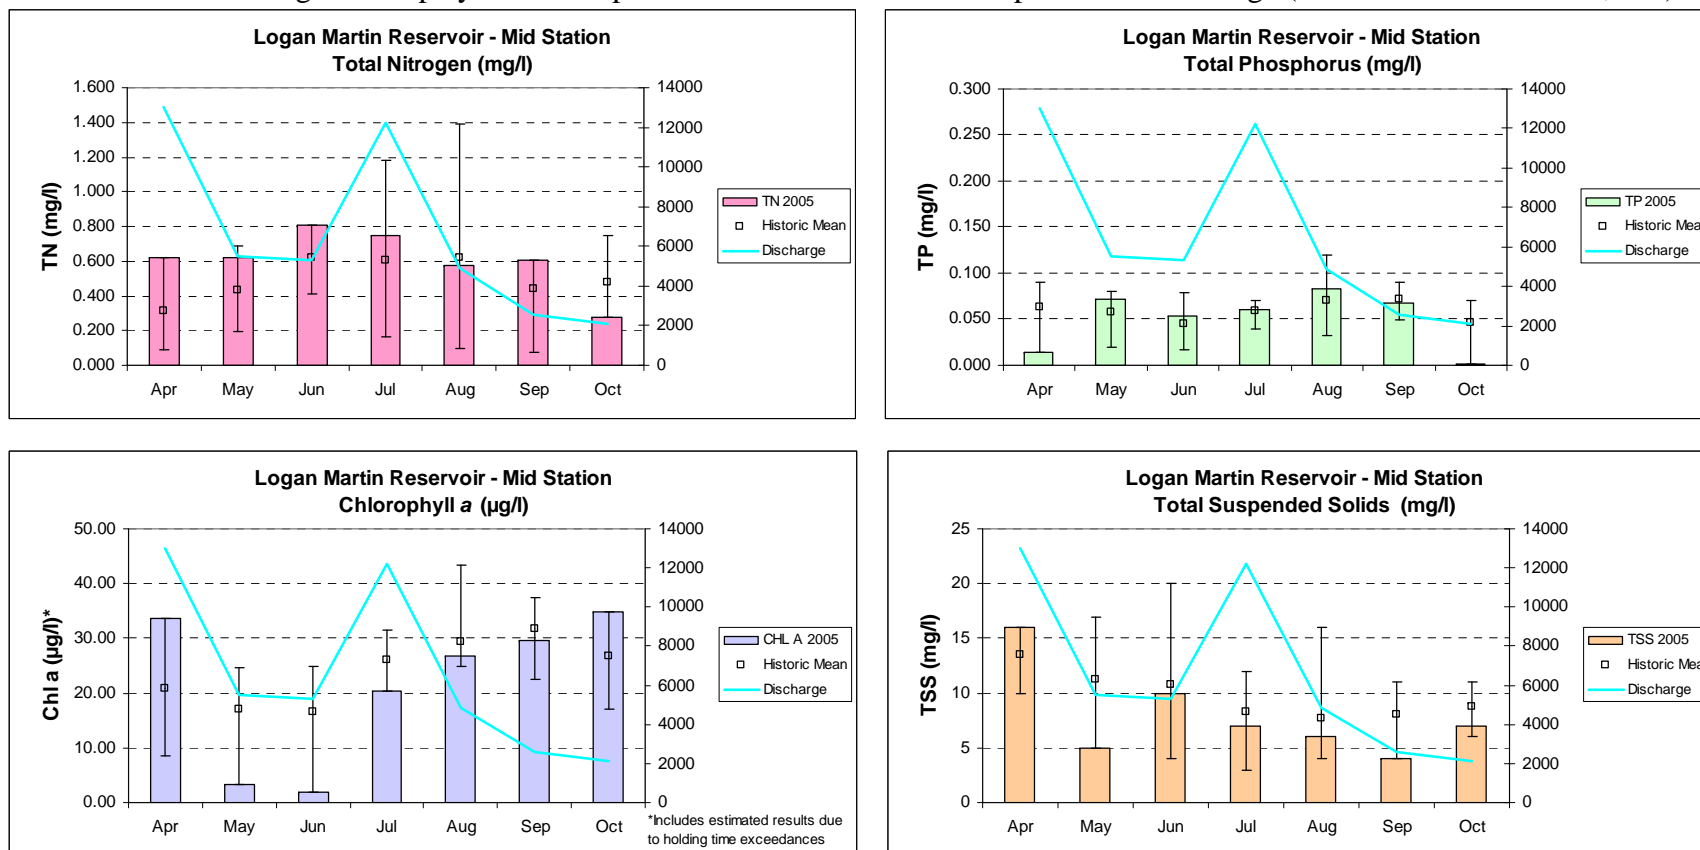 Logan Martin Reservoir - Mid Station
Total Nitrogen (mg/l)
TN (mg/l)
1.600
1.400
1.200
1.000
0.800
0.600
0.400
0.200
0.000
14000
12000
10000
8000
6000
4000
2000
0
Apr May Jun Jul Aug Sep Oct
TN 2005
Historic Mean
Discharge
Logan Martin Reservoir - Mid Station
Total Phosphorus (mg/l)
TP (mg/l)
0.300
0.250
0.200
0.150
0.100
0.050
0.000
14000
12000
10000
8000
6000
4000
2000
0
Apr May Jun Jul Aug Sep Oct
TP 2005
Historic Mean
Discharge
Logan Martin Reservoir - Mid Station
Chlorophyll a (µg/l)
Chl a (µg/l)*
50.00
40.00
30.00
20.00
10.00
0.00
14000
12000
10000
8000
6000
4000
2000
0
Apr May Jun Jul Aug Sep Oct
CHL A 2005
Historic Mean
Discharge
*Includes estimated results due
to holding time exceedances
Logan Martin Reservoir - Mid Station
Total Suspended Solids (mg/l)
TSS (mg/l)
25
20
15
10
5
0
14000
12000
10000
8000
6000
4000
2000
0
Apr May Jun Jul Aug Sep Oct
TSS 2005
Historic Mea
Discharge